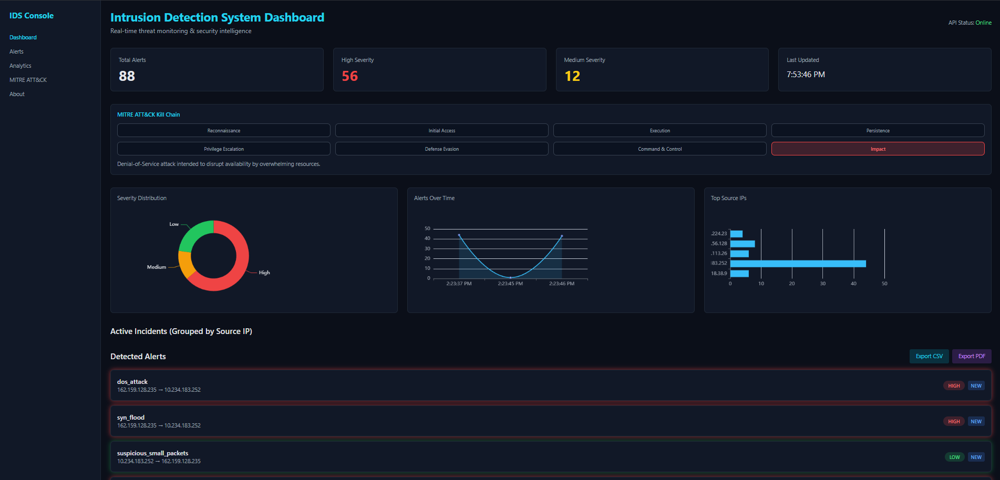 IDS Console
Dashboard
Alerts
Analytics
MITRE ATT&CK
About
Intrusion Detection System Dashboard
Real-time threat monitoring & security intelligence
API Status: Online
Total Alerts
88
High Severity
56
Medium Severity
12
Last Updated
7:53:46 PM
MITRE ATT&CK Kill Chain
Reconnaissance
Initial Access
Execution
Persistence
Privilege Escalation
Defense Evasion
Command & Control
Impact
Denial-of-Service attack intended to disrupt availability by overwhelming resources.
Severity Distribution
Low
Medium
High
Alerts Over Time
50
40
30
20
10
0
2:23:37 PM
2:23:45 PM
2:23:46 PM
Top Source IPs
.224.23
.56.128
.113.26
183.252
18.38.9
0
10
20
30
40
50
Active Incidents (Grouped by Source IP)
Detected Alerts
Export CSV
Export PDF
dos_attack
162.159.128.235 → 10.234.183.252
HIGH
NEW
syn_flood
162.159.128.235 → 10.234.183.252
HIGH
NEW
suspicious_small_packets
10.234.183.252 → 162.159.128.235
LOW
NEW